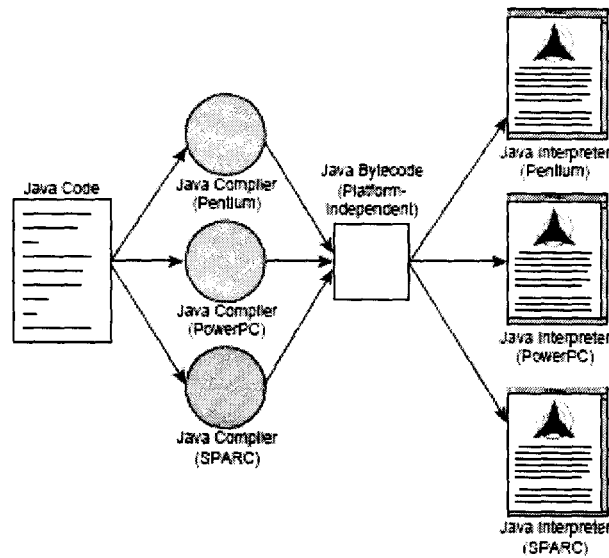 Java Code
Java Compiler
(Pentium)
Java Compiler
(PowerPC)
Java Compiler
(SPARC)
Java Bytecode
(Platform-
Independent)
Java Interpreter
(Pentium)
Java Interpreter
(PowerPC)
Java Interpreter
(SPARC)